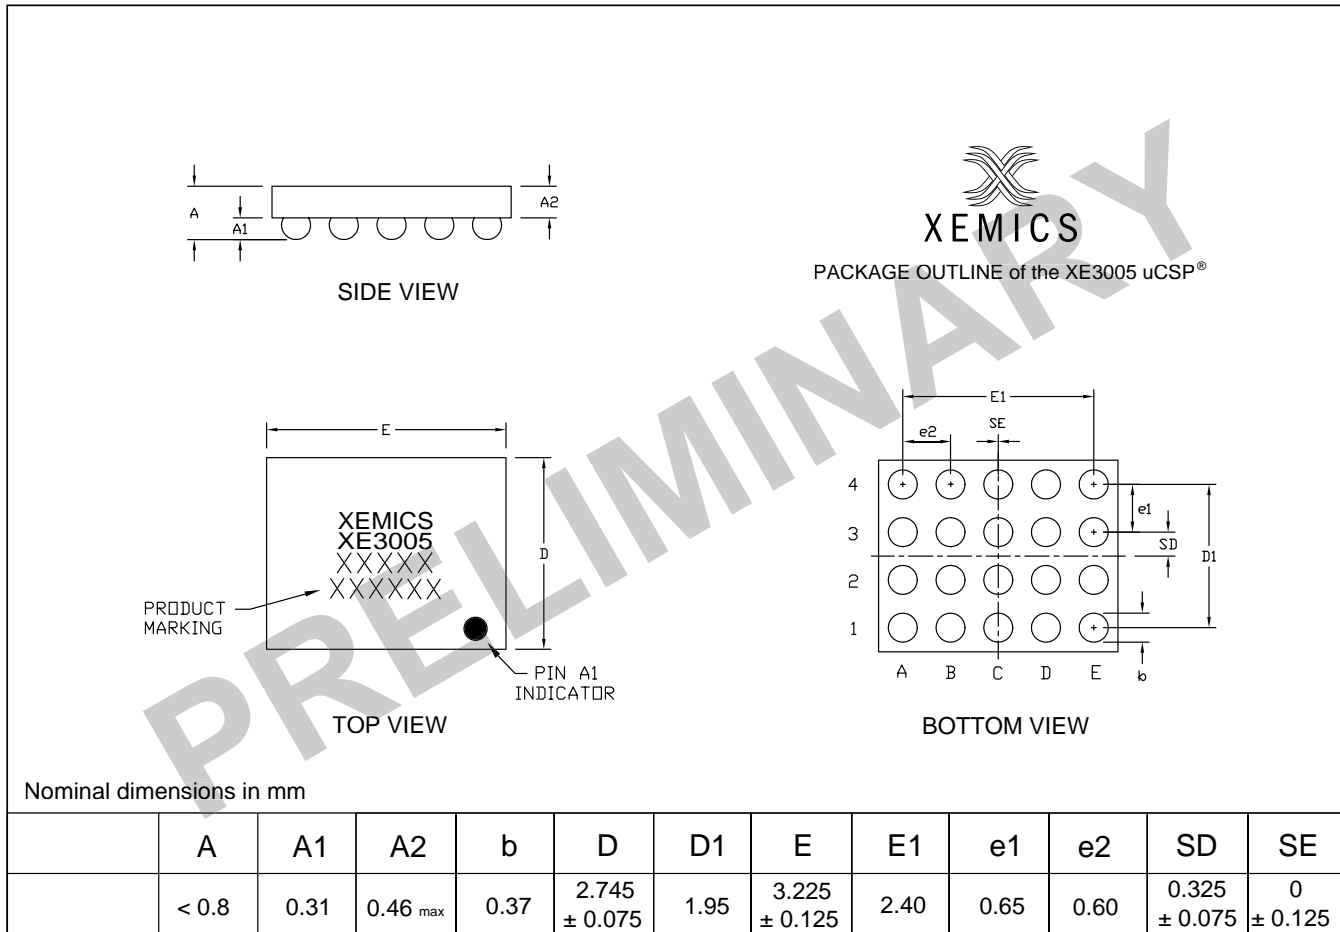 PRELIMINARY
XEMICS
PACKAGE OUTLINE of the XE3005 uCSP®
A
A1
A2
SIDE VIEW
E
D
XEMICS
XE3005
XXXXX
XXXXXX
PRODUCT
MARKING
PIN A1
INDICATOR
TOP VIEW
E1
SE
e2
4
3
2
1
e1
SD
D1
A B C D E
b
BOTTOM VIEW
Nominal dimensions in mm
A A1 A2 b D D1 E E1 e1 e2 SD SE
< 0.8 0.31 0.46 max 0.37 2.745 ± 0.075 1.95 3.225 ± 0.125 2.40 0.65 0.60 0.325 ± 0.075 0 ± 0.125